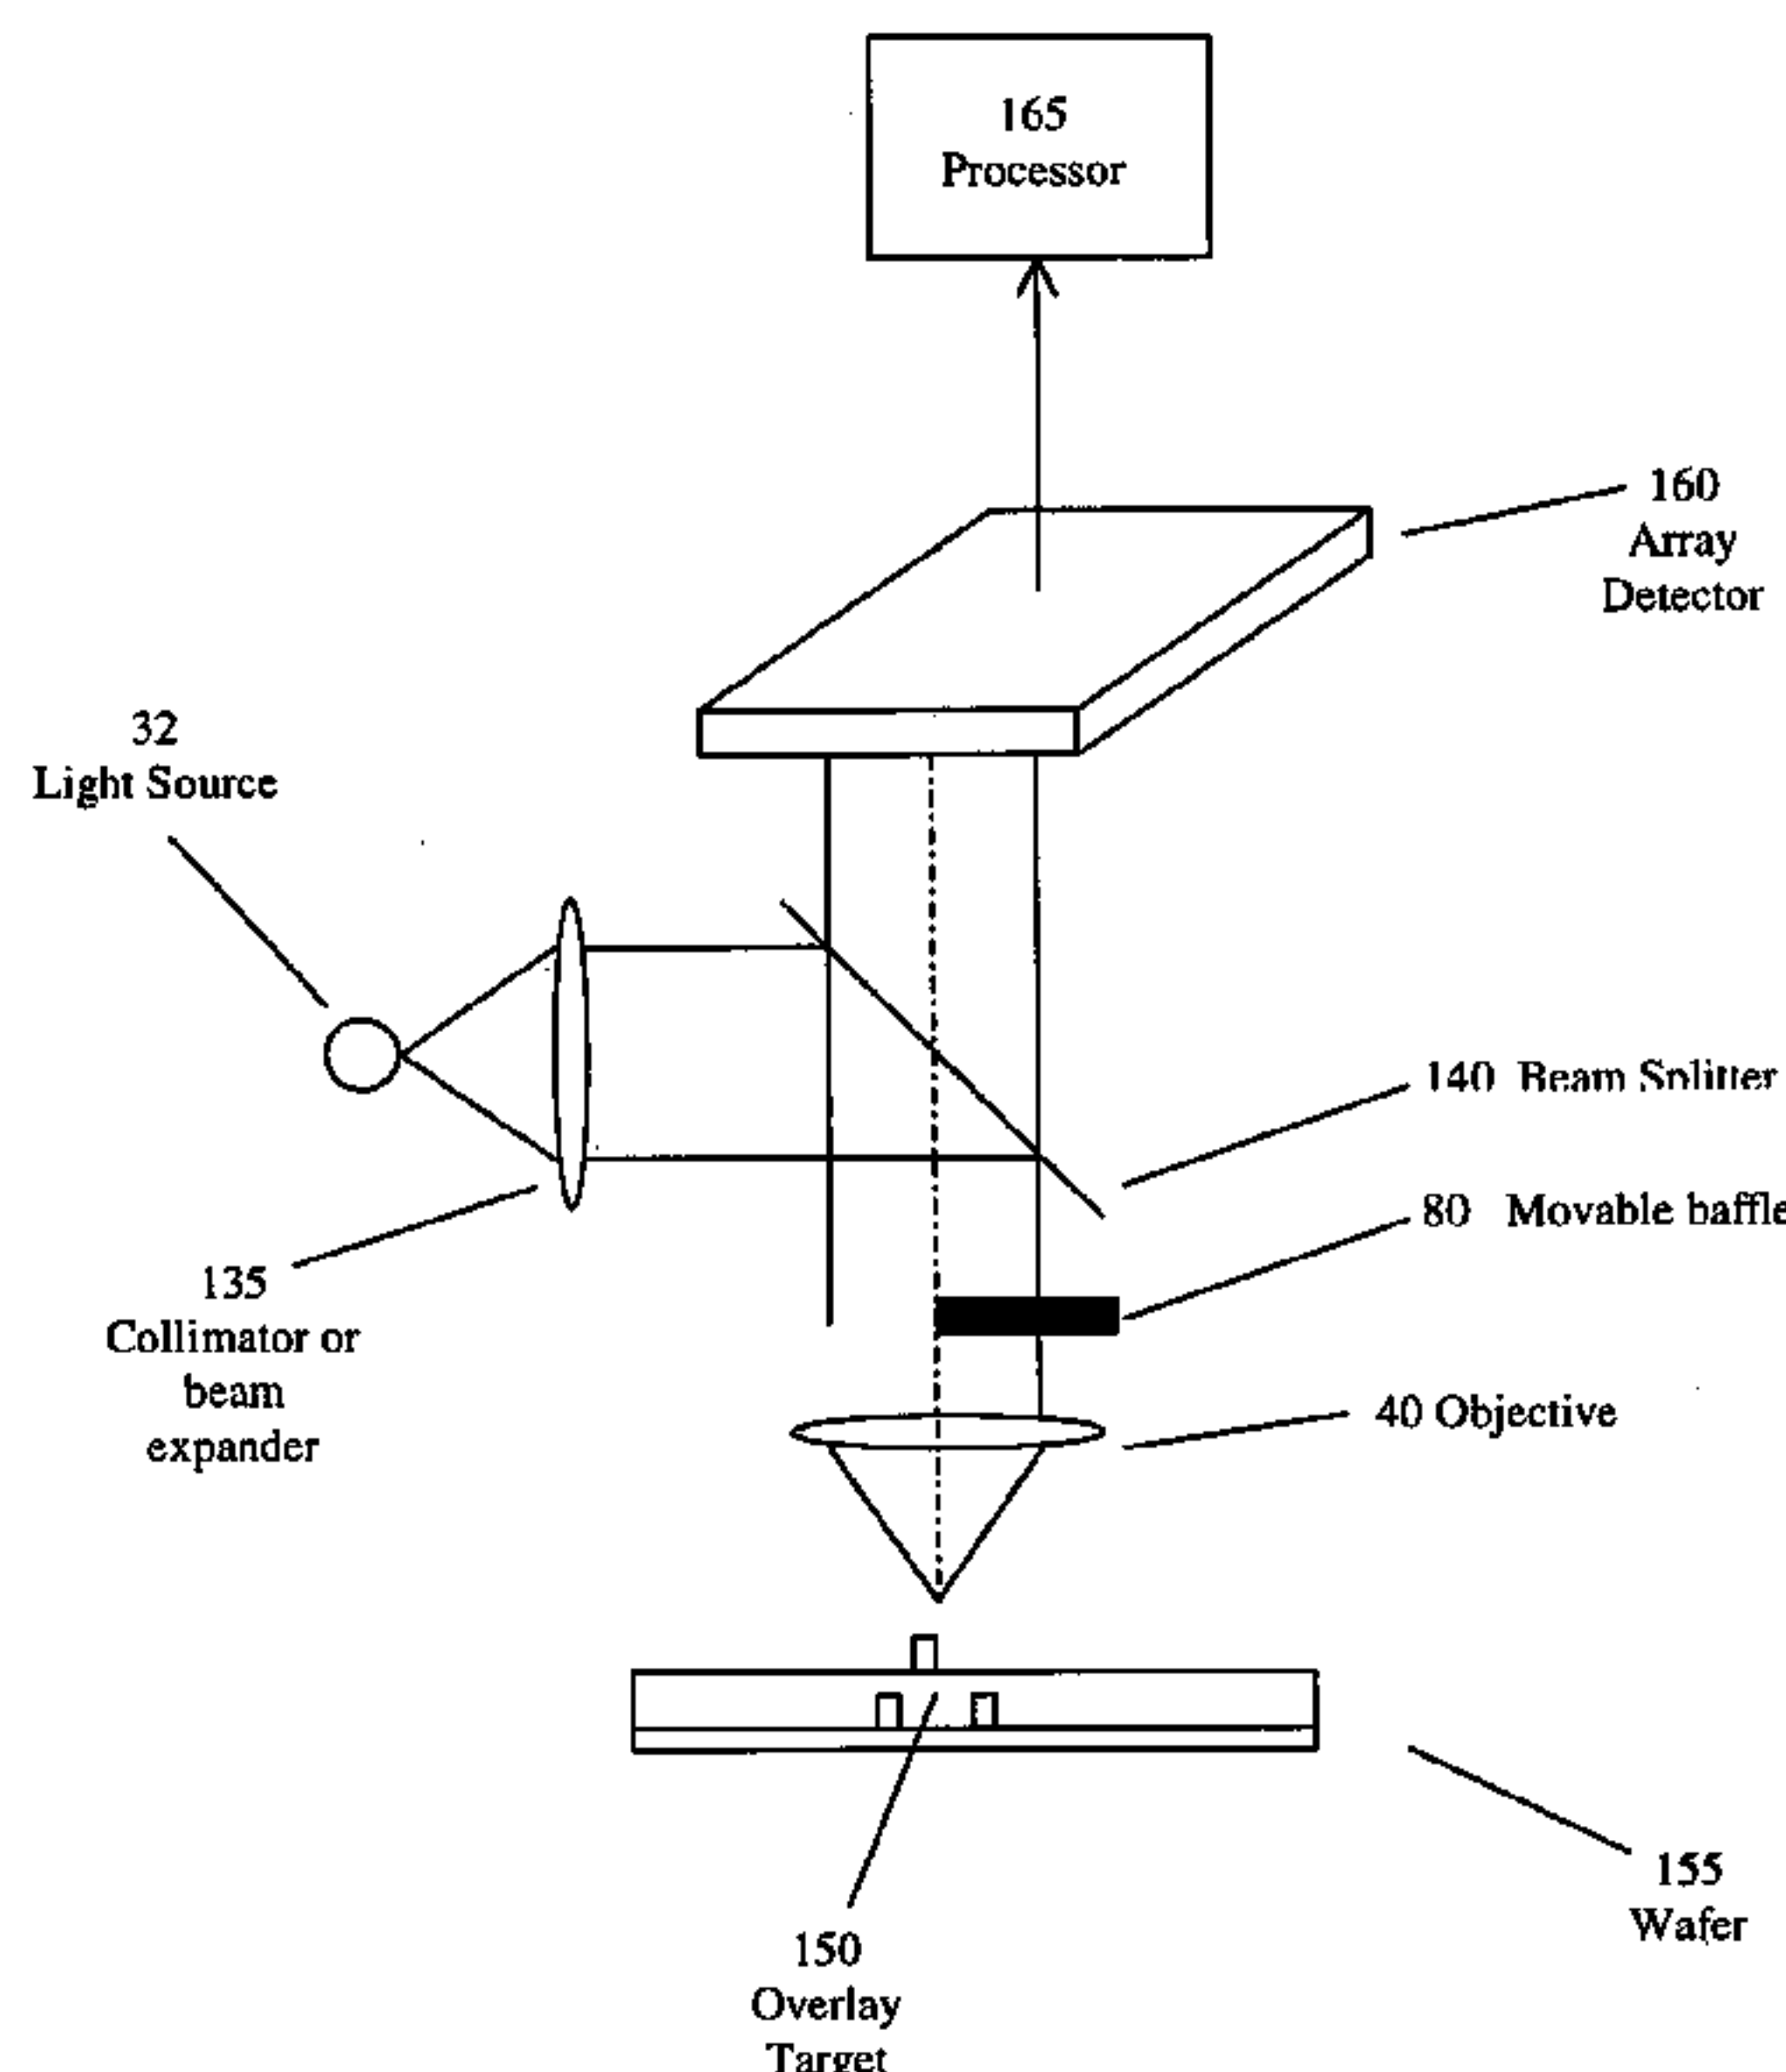 165
Processor
160
Array
Detector
32
Light Source
140 Beam Splitter
80 Movable baffle
135
Collimator or
beam
expander
40 Objective
155
Wafer
150
Overlay
Target